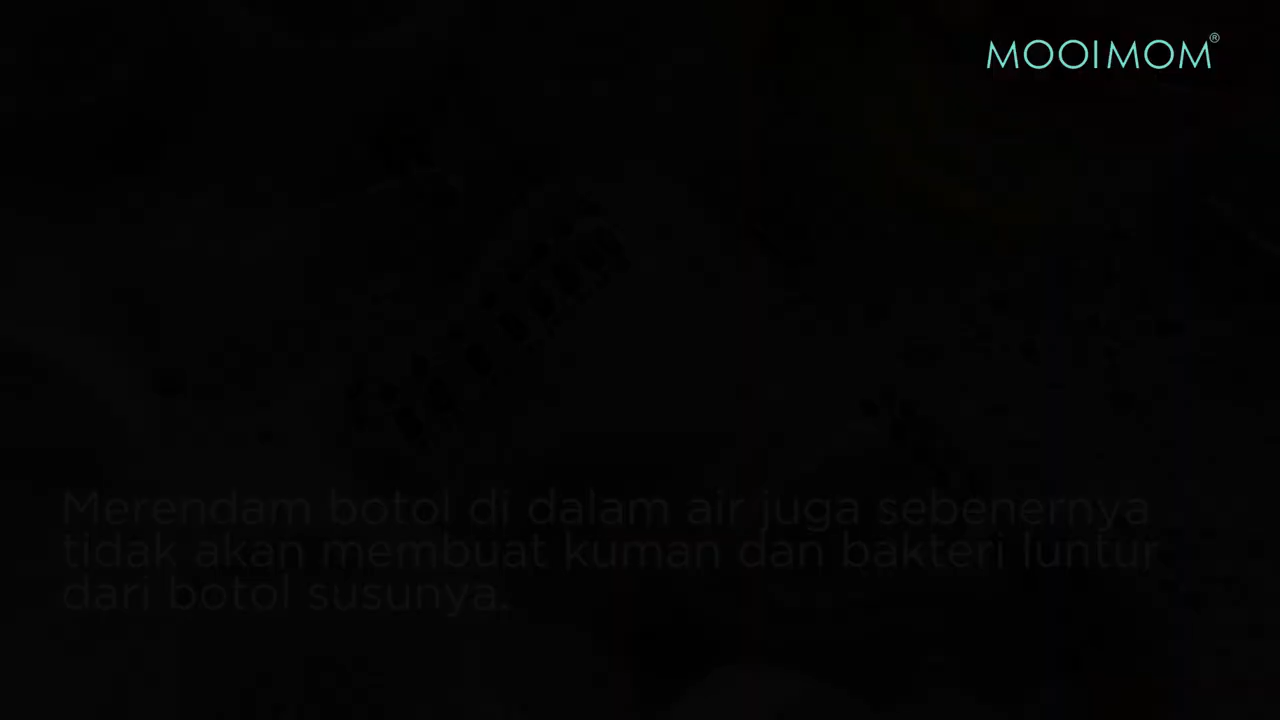 MOOIMOM®
Merendam botol di dalam air juga sebenernya
tidak akan membuat kuman dan bakteri luntur
dari botol susunya.